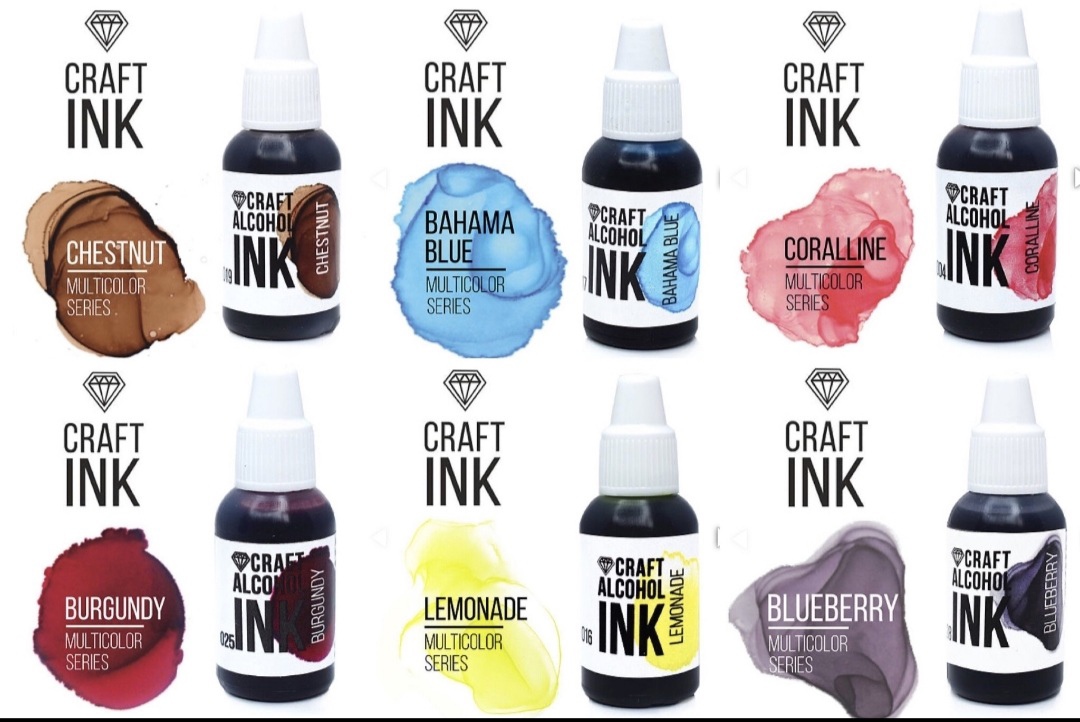 CRAFT
INK
CHESTNUT
MULTICOLOR
SERIES
CRAFT
ALCOHOL
INK
019
CHESTNUT
CRAFT
INK
BAHAMA
BLUE
MULTICOLOR
SERIES
CRAFT
ALCOHOL
INK
BAHAMA BLUE
CRAFT
INK
CORALLINE
MULTICOLOR
SERIES
CRAFT
ALCOHOL
INK
CORALLINE
CRAFT
INK
BURGUNDY
MULTICOLOR
SERIES
CRAFT
ALCOHOL
INK
025
BURGUNDY
CRAFT
INK
LEMONADE
MULTICOLOR
SERIES
CRAFT
ALCOHOL
INK
016
LEMONADE
CRAFT
INK
BLUEBERRY
MULTICOLOR
SERIES
CRAFT
ALCOHOL
INK
BLUEBERRY